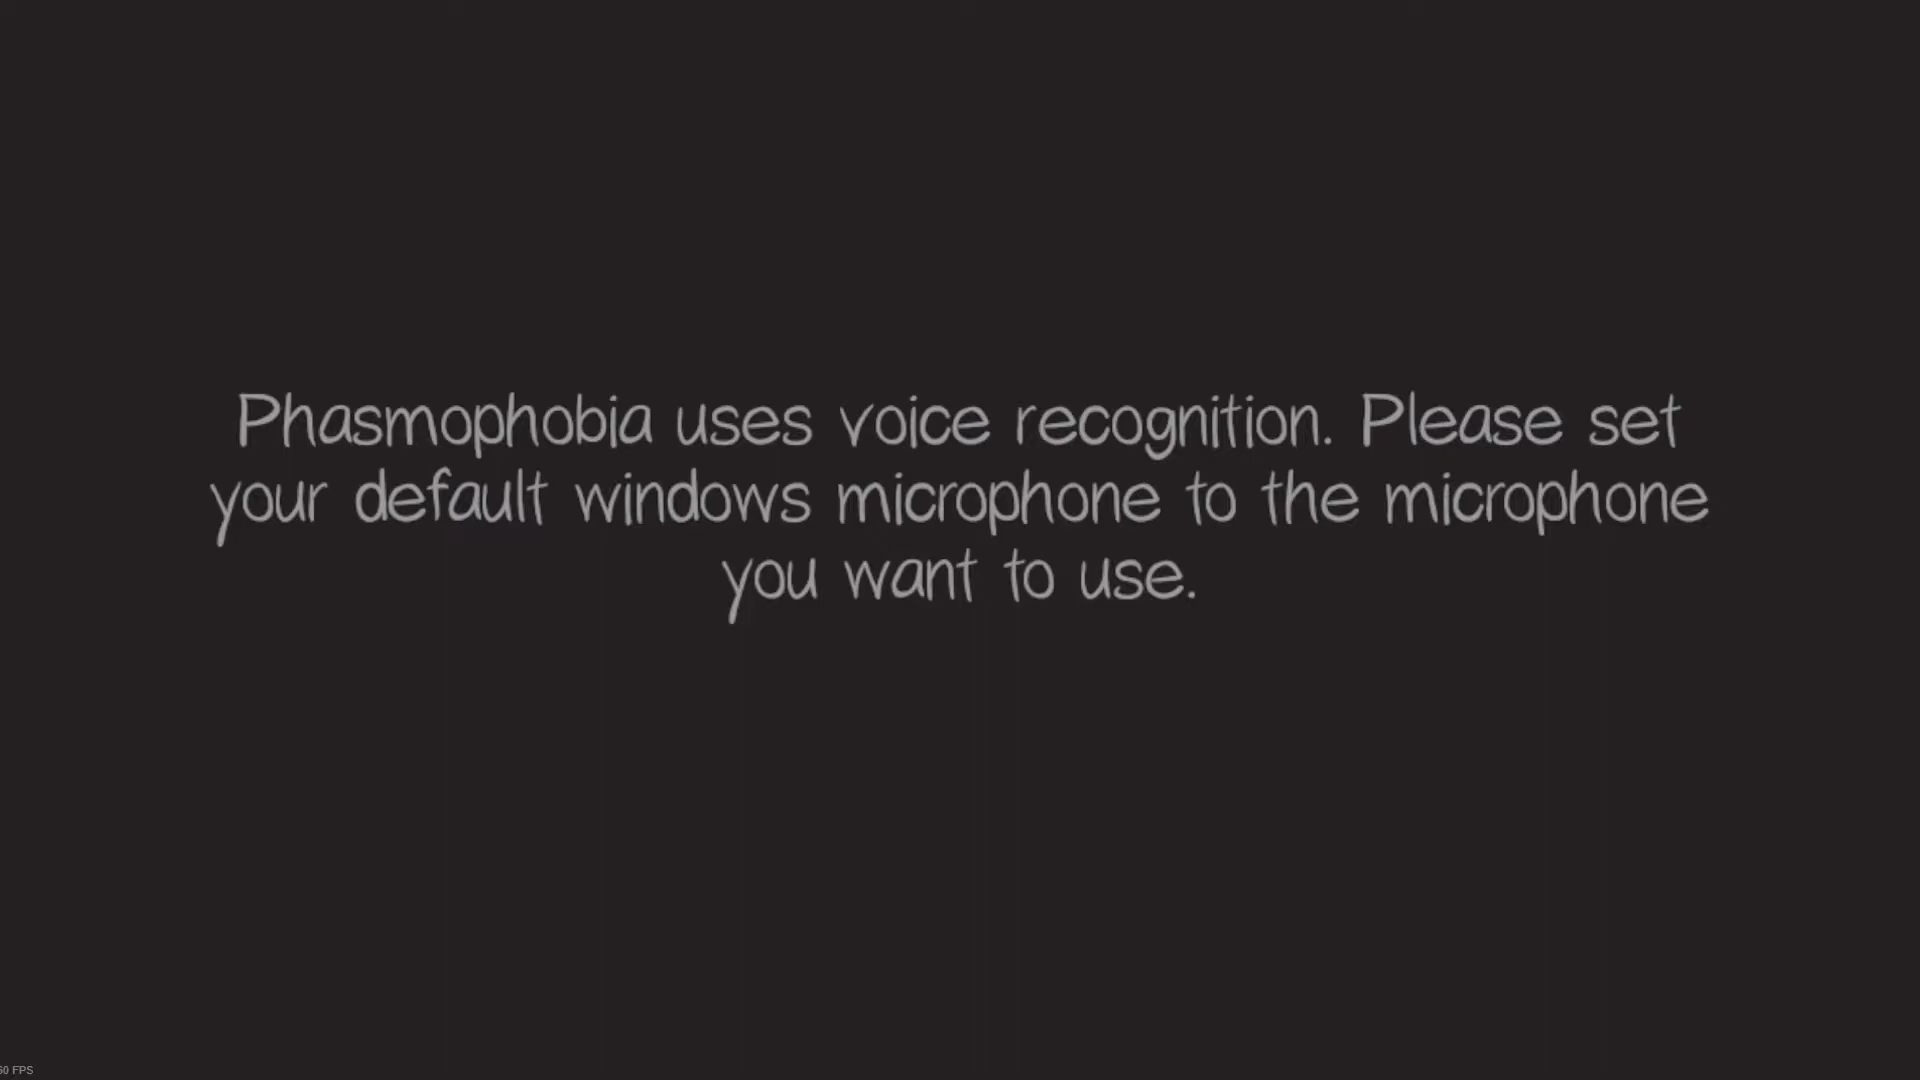 Phasmophobia uses voice recognition. Please set
your default windows microphone to the microphone
you want to use.
60 FPS